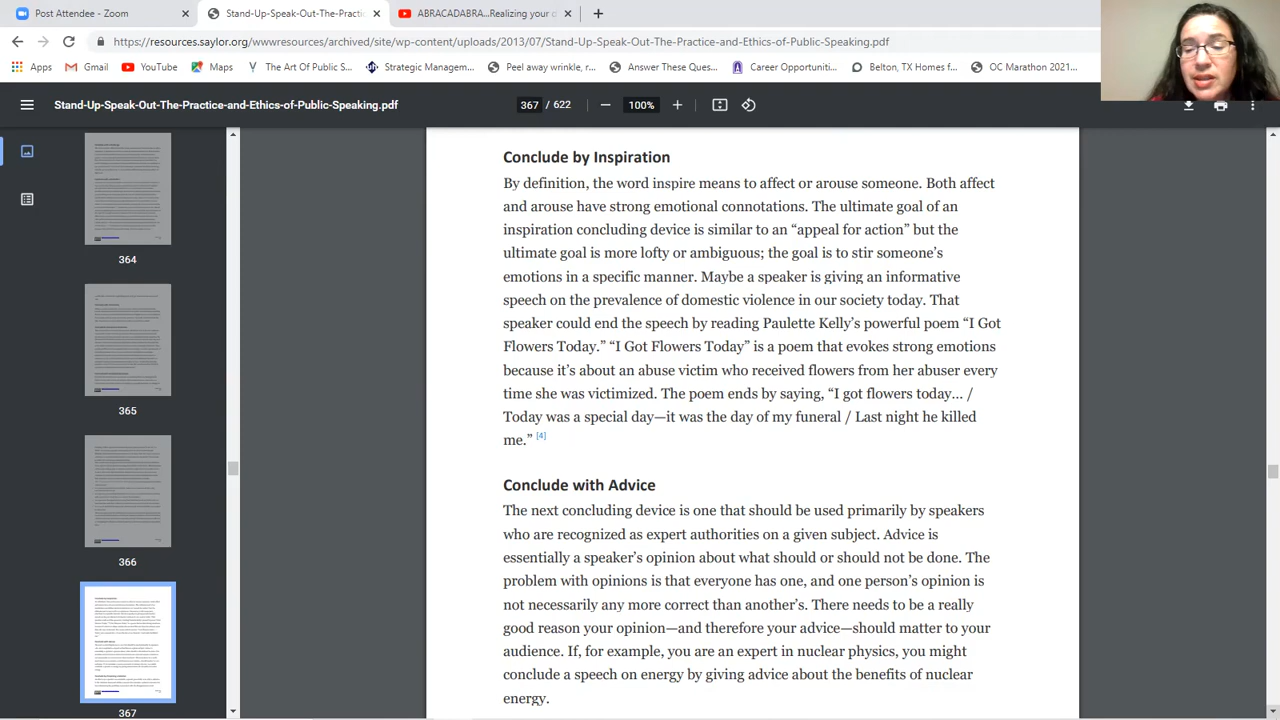 Post Attendee - Zoom
Stand-Up-Speak-Out-The-Practi
ABRACADABRA...Realizing your d
https://resources.saylor.org/wwwresources/archived/site/wp-content/uploads/ 07/Stand-Up-Speak-Out-The-Practice-and-Ethics-of-Public-Speaking.pdf
Apps Gmail YouTube Maps The Art Of Public S... Strategic Managem... way wrinkle, r... Answer These Quest... Career Opportuniti... Belton, TX Homes f... OC Marathon 2021...
Stand-Up-Speak-Out-The-Practice-and-Ethics-of-Public-Speaking.pdf 367 / 622 100%
364
365
366
367
Conclude by Inspiration
By definition, the word inspire means to affect or arouse someone. Both affect
and arouse have strong emotional connotations. The ultimate goal of an
inspiration concluding device is similar to an “appeal for action” but the
ultimate goal is more lofty or ambiguous; the goal is to stir someone’s
emotions in a specific manner. Maybe a speaker is giving an informative
speech on the prevalence of domestic violence in our society today. That
speaker could end the speech by reading Paulette Kelly’s powerful poem “I Got
Flowers Today.” “I Got Flowers Today” is a poem that evokes strong emotions
because it’s about an abuse victim who received flowers from her abuser every
time she was victimized. The poem ends by saying, “I got flowers today… /
Today was a special day—it was the day of my funeral / Last night he killed
me.” [4]
Conclude with Advice
The next concluding device is one that should be used primarily by speakers
who are recognized as expert authorities on a given subject. Advice is
essentially a speaker’s opinion about what should or should not be done. The
problem with opinions is that everyone has one, and one person’s opinion is
not necessarily any more correct than another’s. There needs to be a really
good reason your opinion—and therefore your advice—should matter to your
audience. If, for example, you are an expert in nuclear physics, you might
conclude a speech on energy by giving advice about the benefits of nuclear
energy.